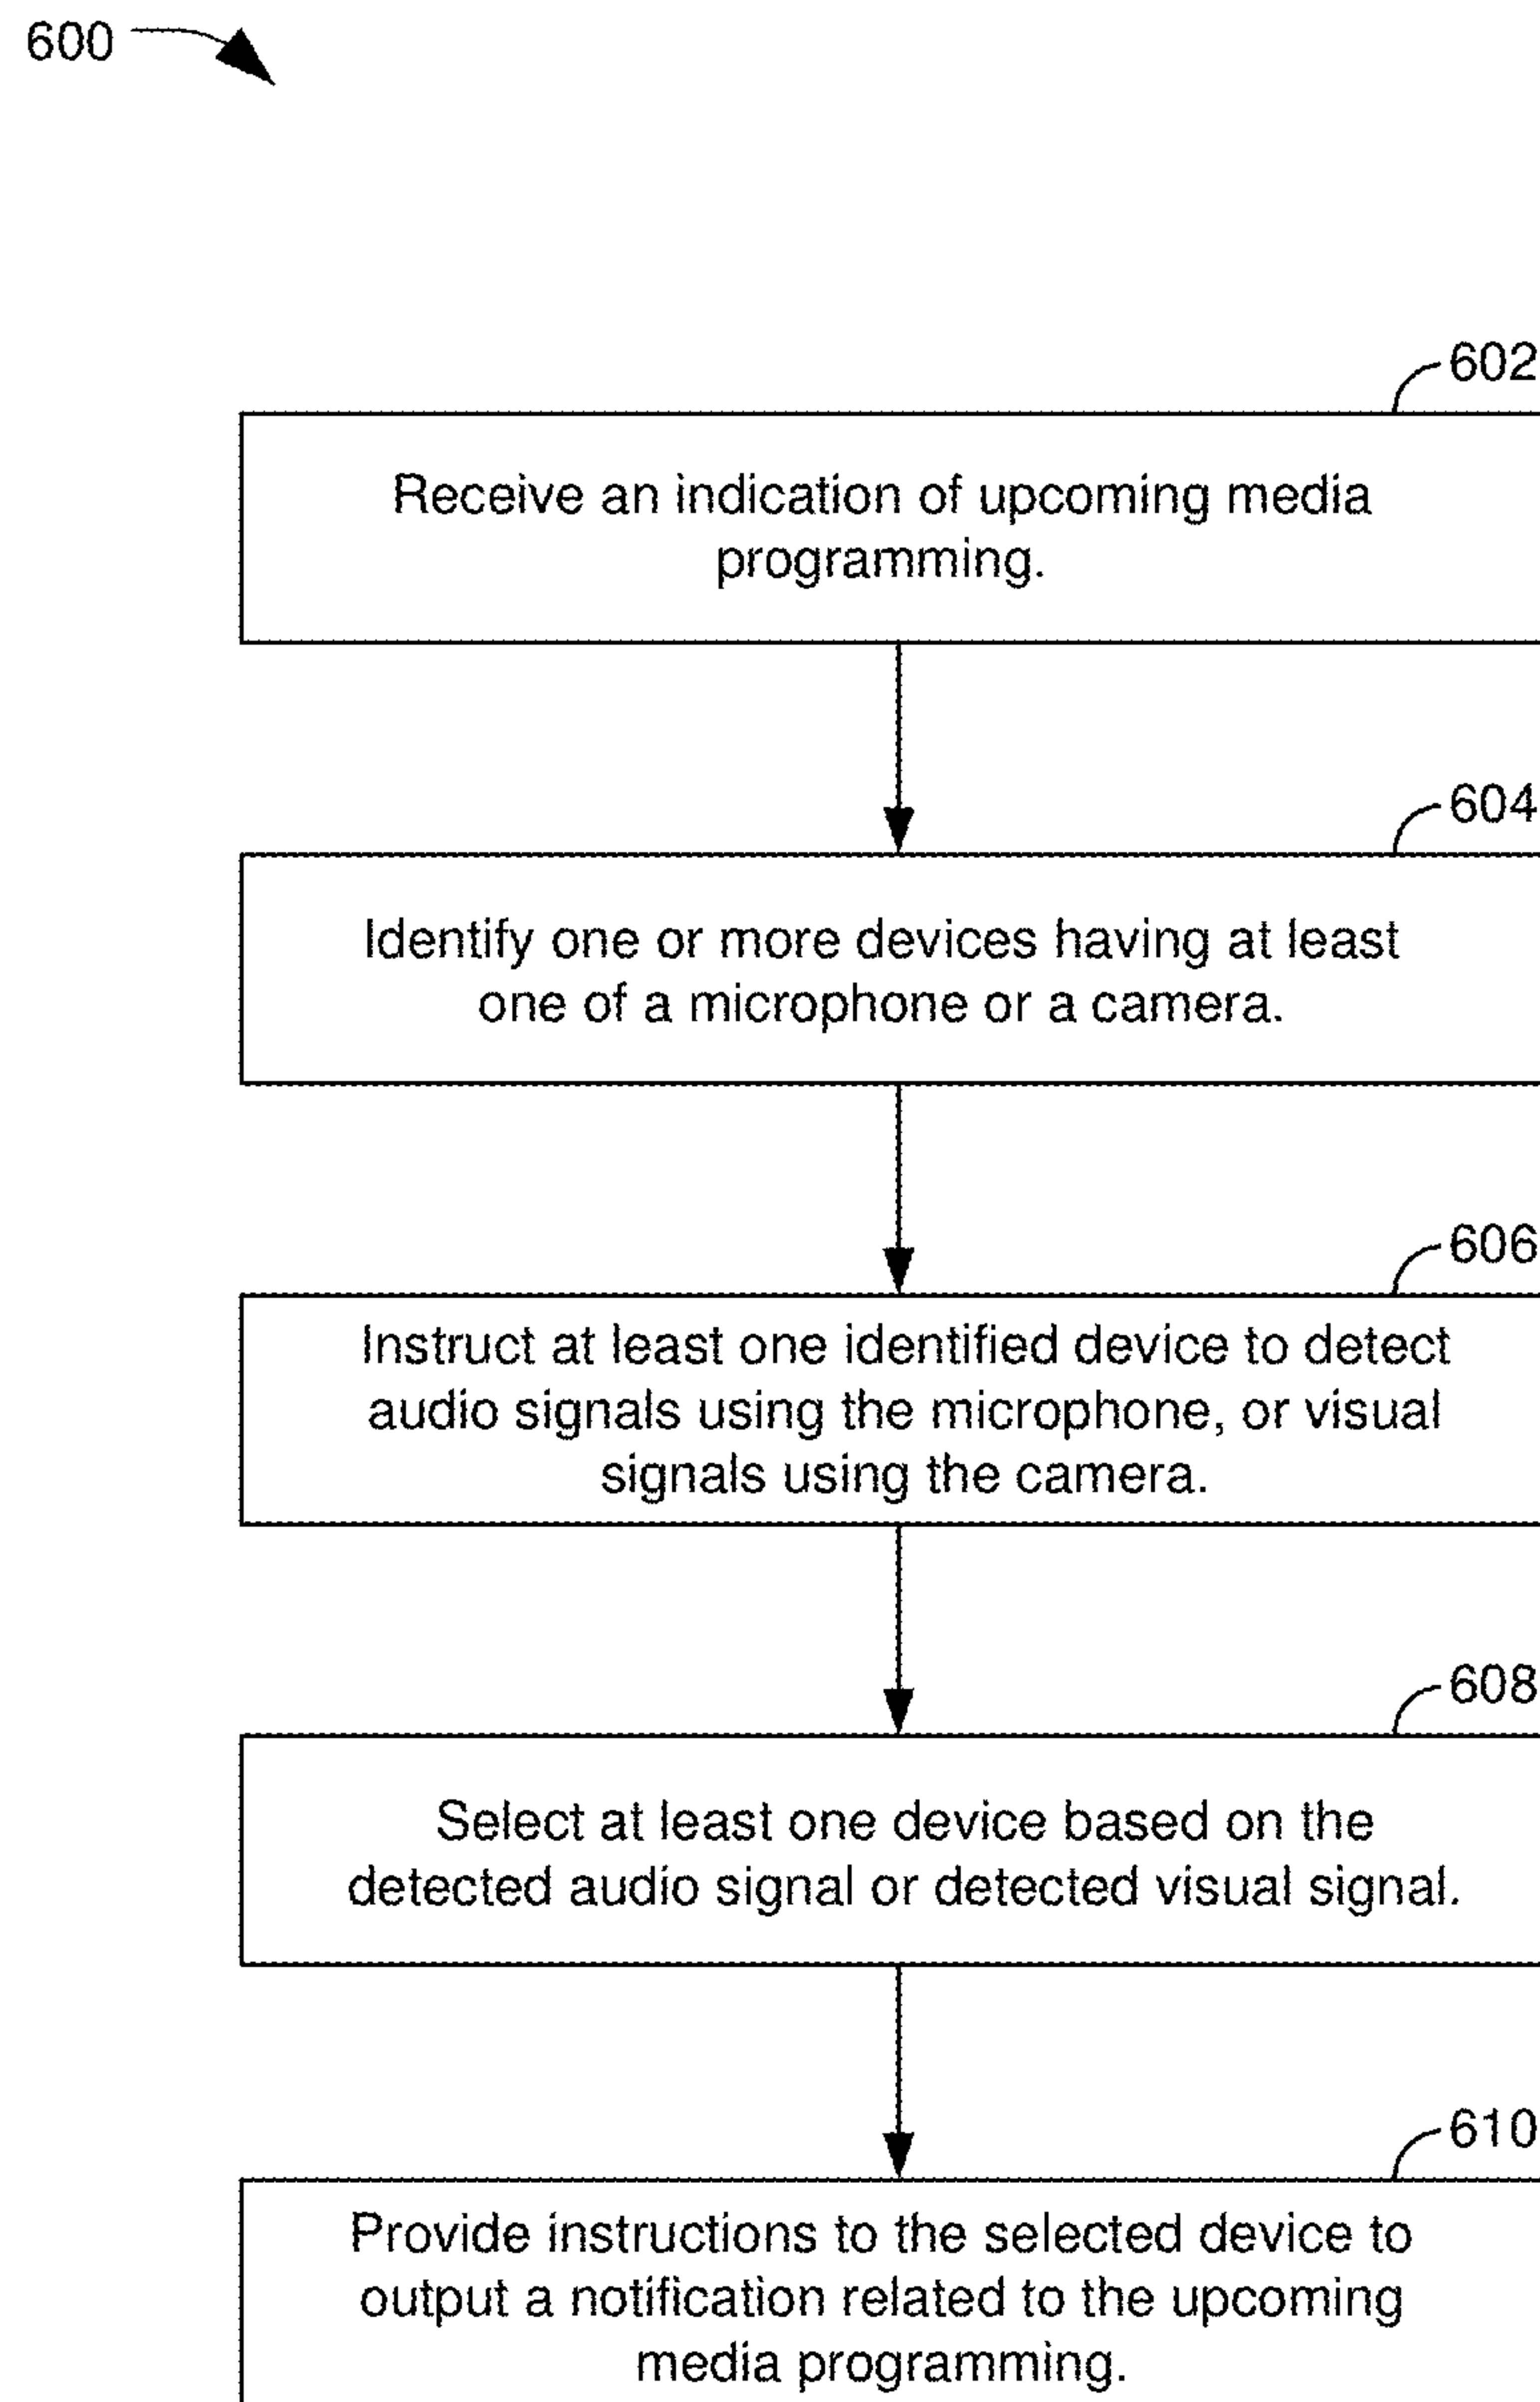 600
602
Receive an indication of upcoming media
programming.
604
Identify one or more devices having at least
one of a microphone or a camera.
606
Instruct at least one identified device to detect
audio signals using the microphone, or visual
signals using the camera.
608
Select at least one device based on the
detected audio signal or detected visual signal.
610
Provide instructions to the selected device to
output a notification related to the upcoming
media programming.